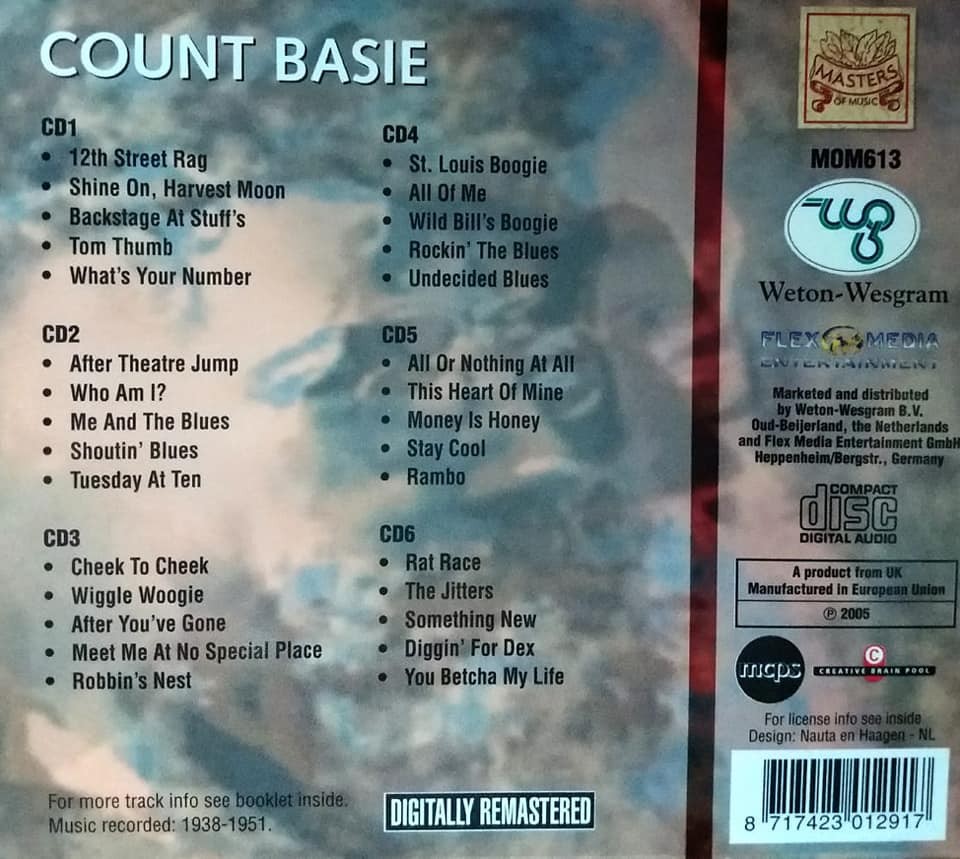 COUNT BASIE
CD1
• 12th Street Rag
• Shine On, Harvest Moon
• Backstage At Stuff's
• Tom Thumb
• What's Your Number
CD2
• After Theatre Jump
• Who Am I?
• Me And The Blues
• Shoutin' Blues
• Tuesday At Ten
CD3
• Cheek To Cheek
• Wiggle Woogie
• After You've Gone
• Meet Me At No Special Place
• Robbin's Nest
CD4
• St. Louis Boogie
• All Of Me
• Wild Bill's Boogie
• Rockin' The Blues
• Undecided Blues
CD5
• All Or Nothing At All
• This Heart Of Mine
• Money Is Honey
• Stay Cool
• Rambo
CD6
• Rat Race
• The Jitters
• Something New
• Diggin' For Dex
• You Betcha My Life
For more track info see booklet inside.
Music recorded: 1938-1951.
DIGITALLY REMASTERED
MASTERS
OF MUSIC
MOM613
Weton-Wesgram
FLEX MEDIA
ENTERTAINMENT
Marketed and distributed
by Weton-Wesgram B.V.
Oud-Beijerland, the Netherlands
and Flex Media Entertainment GmbH
Heppenheim/Bergstr., Germany
COMPACT
disc
DIGITAL AUDIO
A product from UK
Manufactured in European Union
℗ 2005
mcps
C
CREATIVE BRAIN POOL
For license info see inside
Design: Nauta en Haagen - NL
8 717423 012917